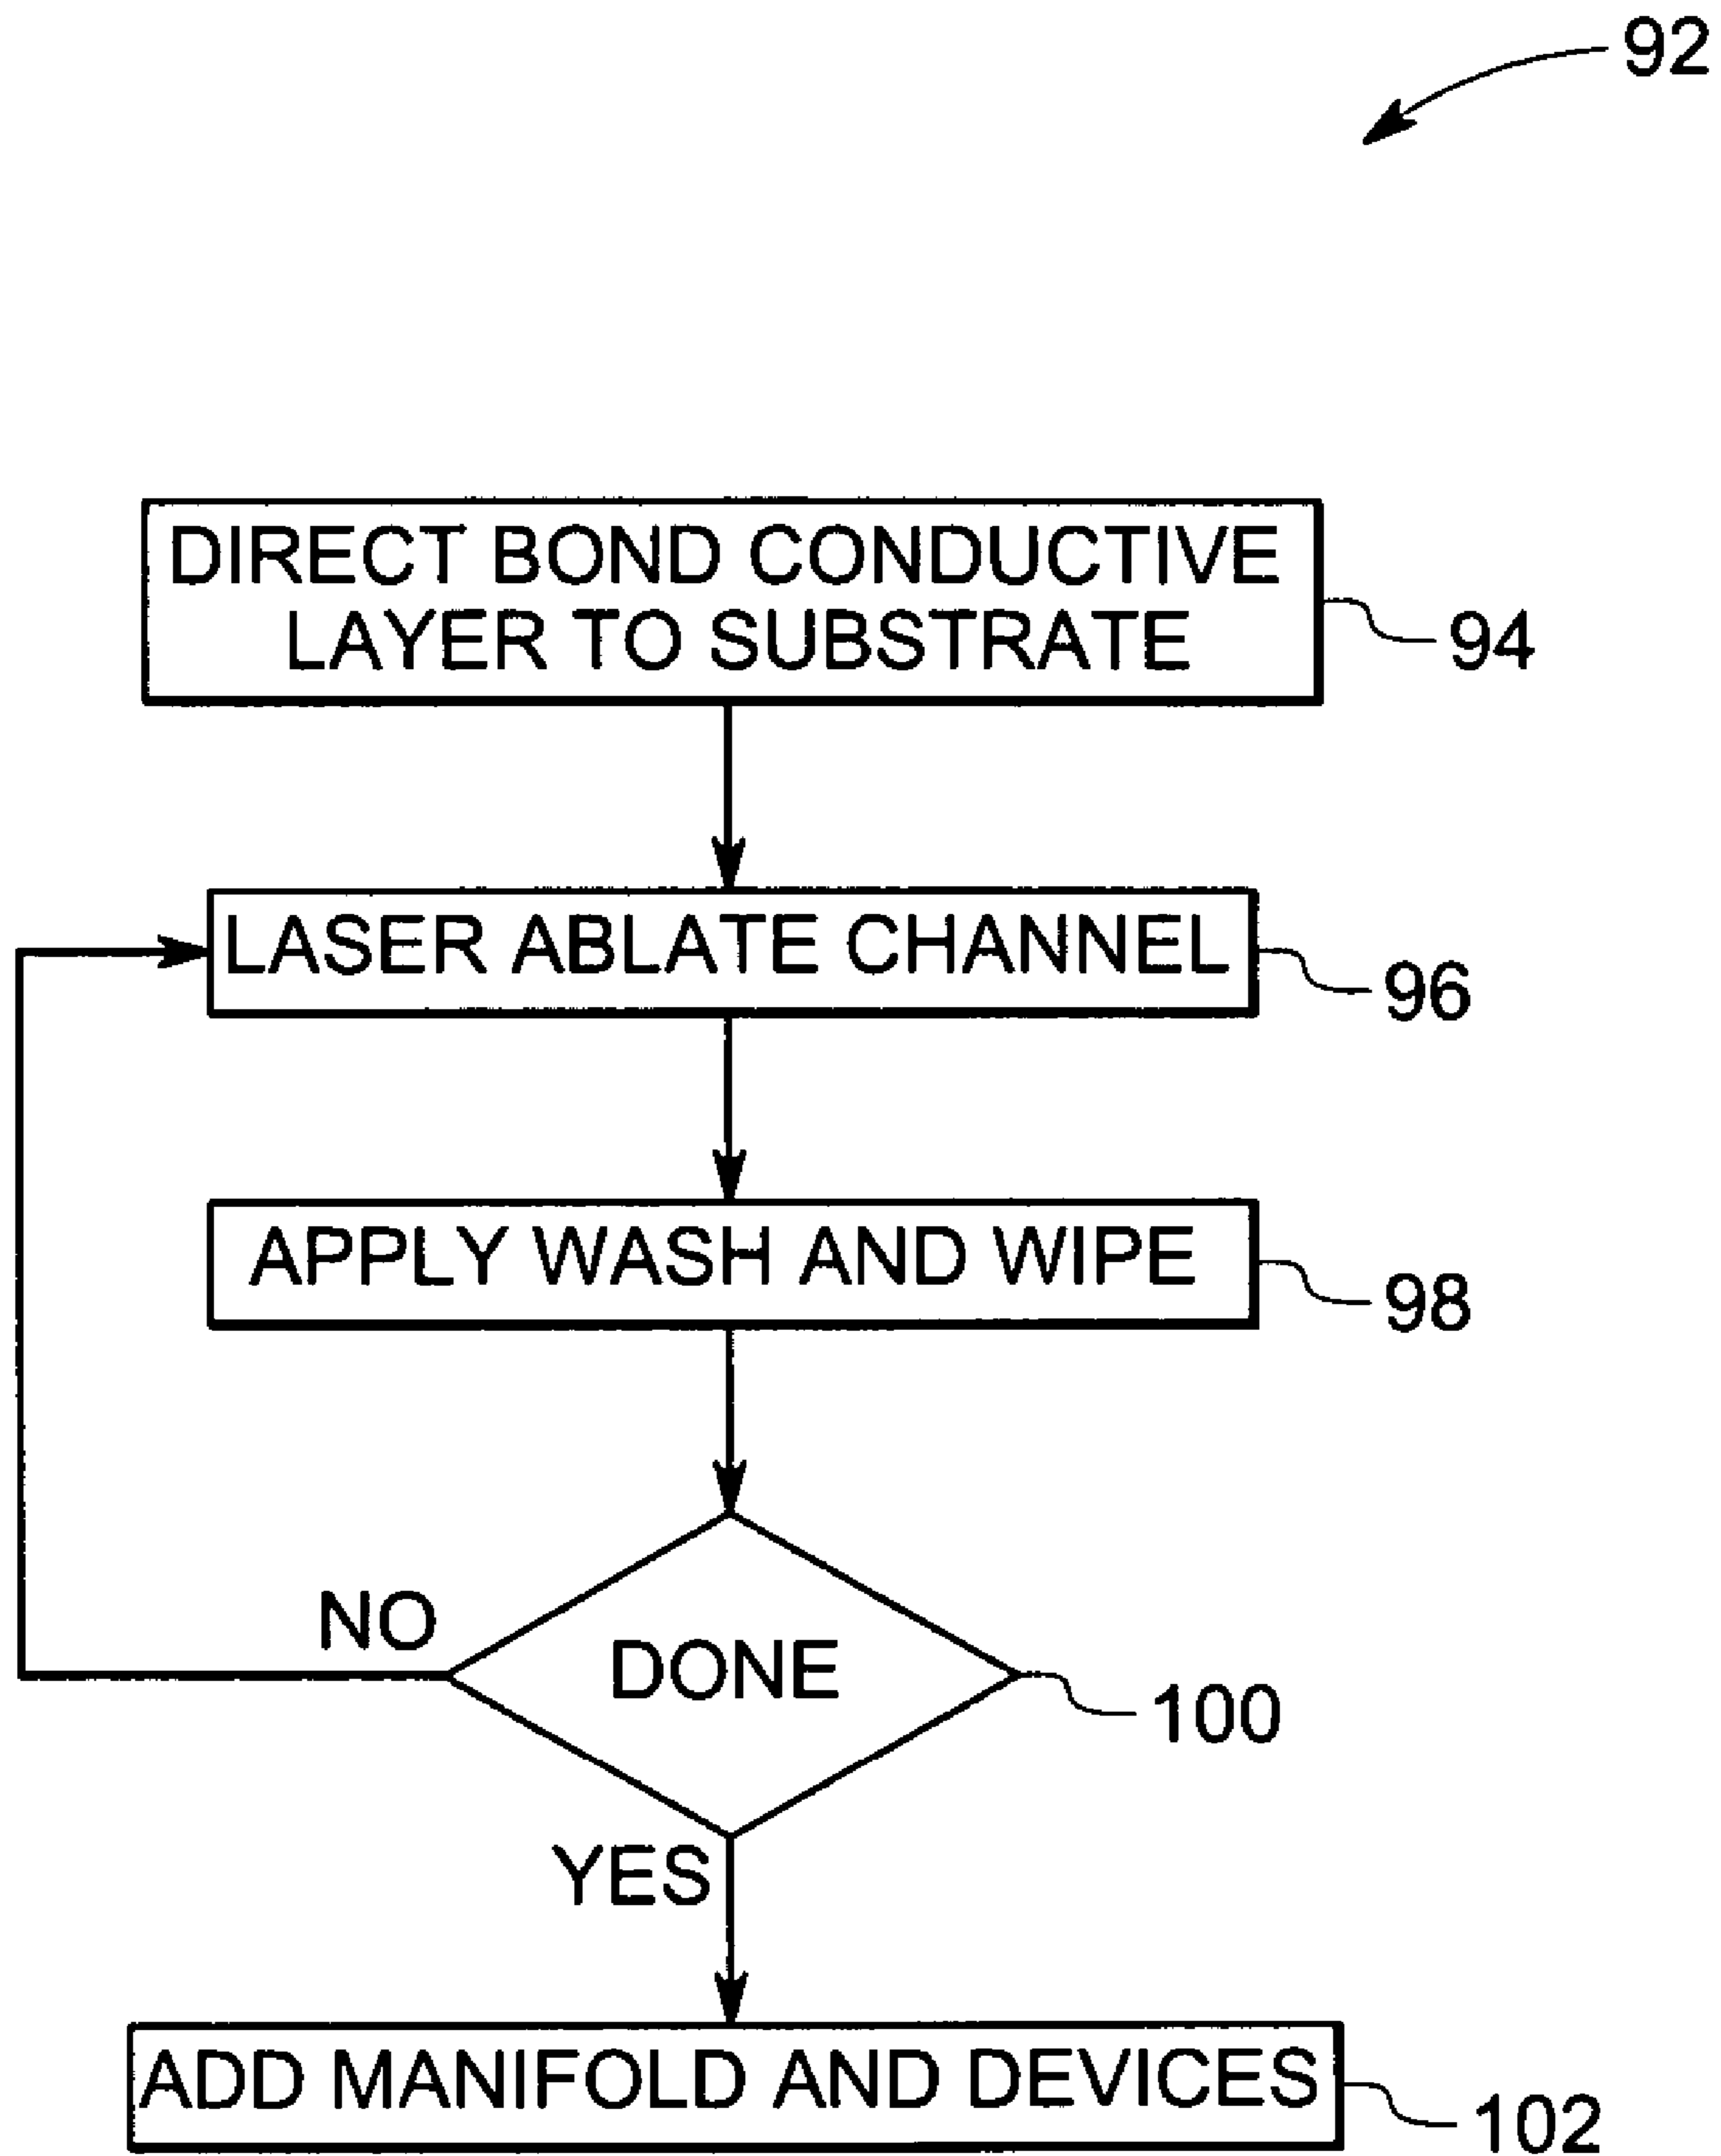 92
DIRECT BOND CONDUCTIVE
LAYER TO SUBSTRATE
94
LASER ABLATE CHANNEL
96
APPLY WASH AND WIPE
98
NO
DONE
100
YES
ADD MANIFOLD AND DEVICES
102